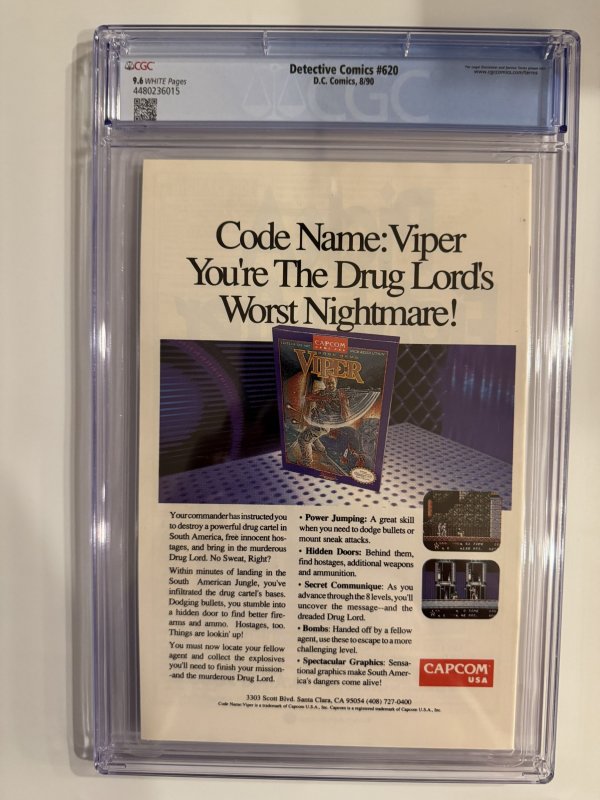 CGC
9.6 WHITE Pages
4480236015
Detective Comics #620
D.C. Comics, 8/90
www.cgccomics.com/terms
CGC
Code Name: Viper
You're The Drug Lord's
Worst Nightmare!
CAPCOM
CODE NAME
VIPER
Your commander has instructed you
to destroy a powerful drug cartel in
South America, free innocent hos-
tages, and bring in the murderous
Drug Lord. No Sweat, Right?
Within minutes of landing in the
South American Jungle, you've
infiltrated the drug cartel's bases.
Dodging bullets, you stumble into
a hidden door to find better fire-
arms and ammo. Hostages, too.
Things are lookin' up!
You must now locate your fellow
agent and collect the explosives
you'll need to finish your mission-
-and the murderous Drug Lord.
• Power Jumping: A great skill
when you need to dodge bullets or
mount sneak attacks.
• Hidden Doors: Behind them,
find hostages, additional weapons
and ammunition.
• Secret Communique: As you
advance through the 8 levels, you'll
uncover the message--and the
dreaded Drug Lord.
• Bombs: Handed off by a fellow
agent, use these to escape to a more
challenging level.
• Spectacular Graphics: Sensa-
tional graphics make South Amer-
ica's dangers come alive!
CAPCOM
USA
3303 Scott Blvd. Santa Clara, CA 95054 (408) 727-0400
Code Name: Viper is a trademark of Capcom U.S.A., Inc. Capcom is a registered trademark of Capcom U.S.A., Inc.